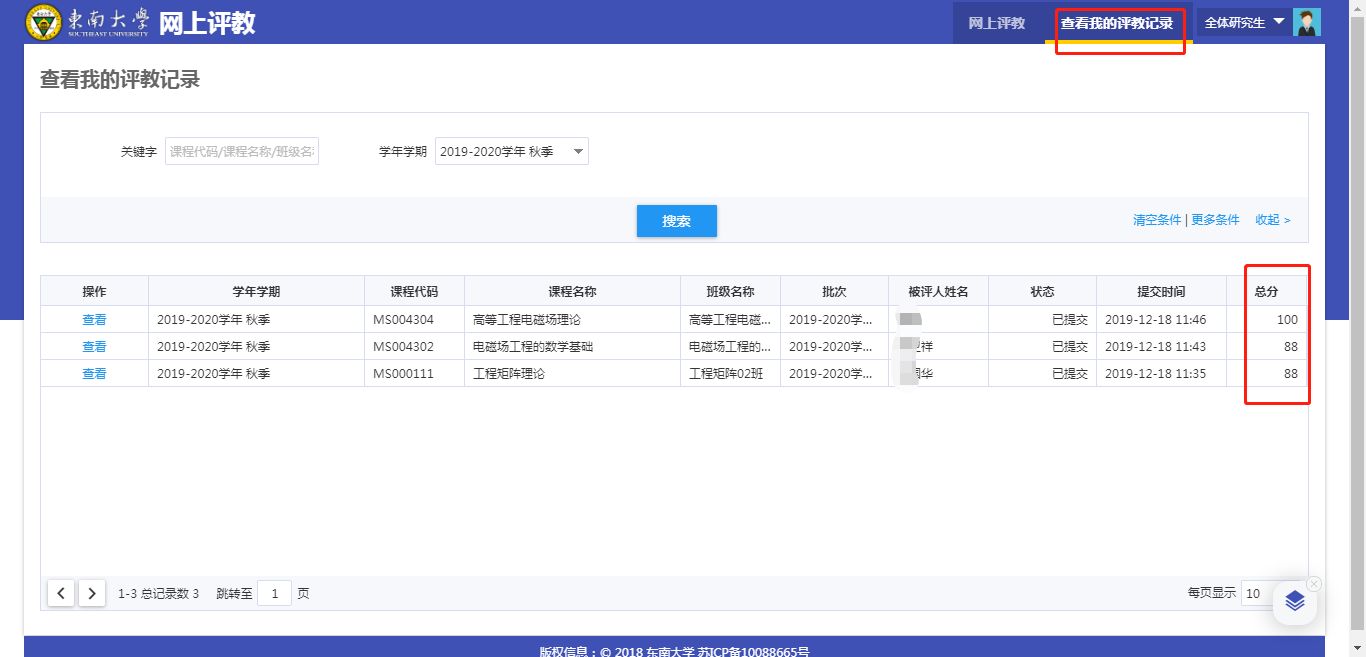 東南大學 网上评教 网上评教 查看我的评教记录 全体研究生
SOUTHEAST UNIVERSITY
查看我的评教记录
关键字 课程代码/课程名称/班级名 学年学期 2019-2020学年 秋季
搜索 清空条件 | 更多条件 收起 >
操作 学年学期 课程代码 课程名称 班级名称 批次 被评人姓名 状态 提交时间 总分
查看 2019-2020学年 秋季 MS004304 高等工程电磁场理论 高等工程电磁... 2019-2020学... 已提交 2019-12-18 11:46 100
查看 2019-2020学年 秋季 MS004302 电磁场工程的数学基础 电磁场工程的... 2019-2020学... 祥 已提交 2019-12-18 11:43 88
查看 2019-2020学年 秋季 MS000111 工程矩阵理论 工程矩阵02班 2019-2020学... 华 已提交 2019-12-18 11:35 88
1-3 总记录数 3 跳转至 1 页 每页显示 10
版权信息：© 2018 东南大学 苏ICP备10088665号